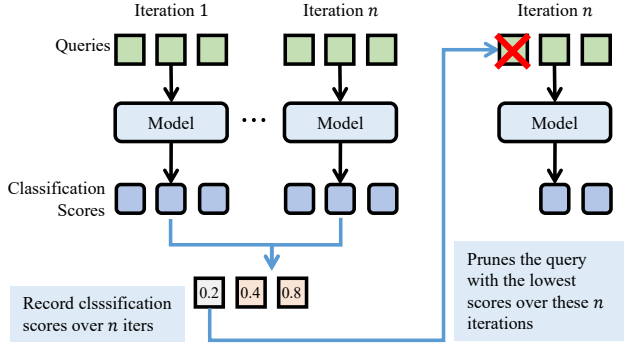 Iteration 1
Iteration n
Iteration n
Queries
Model
...
Model
Model
Classification
Scores
0.2
0.4
0.8
Record clsssification
scores over n iters
Prunes the query
with the lowest
scores over these n
iterations